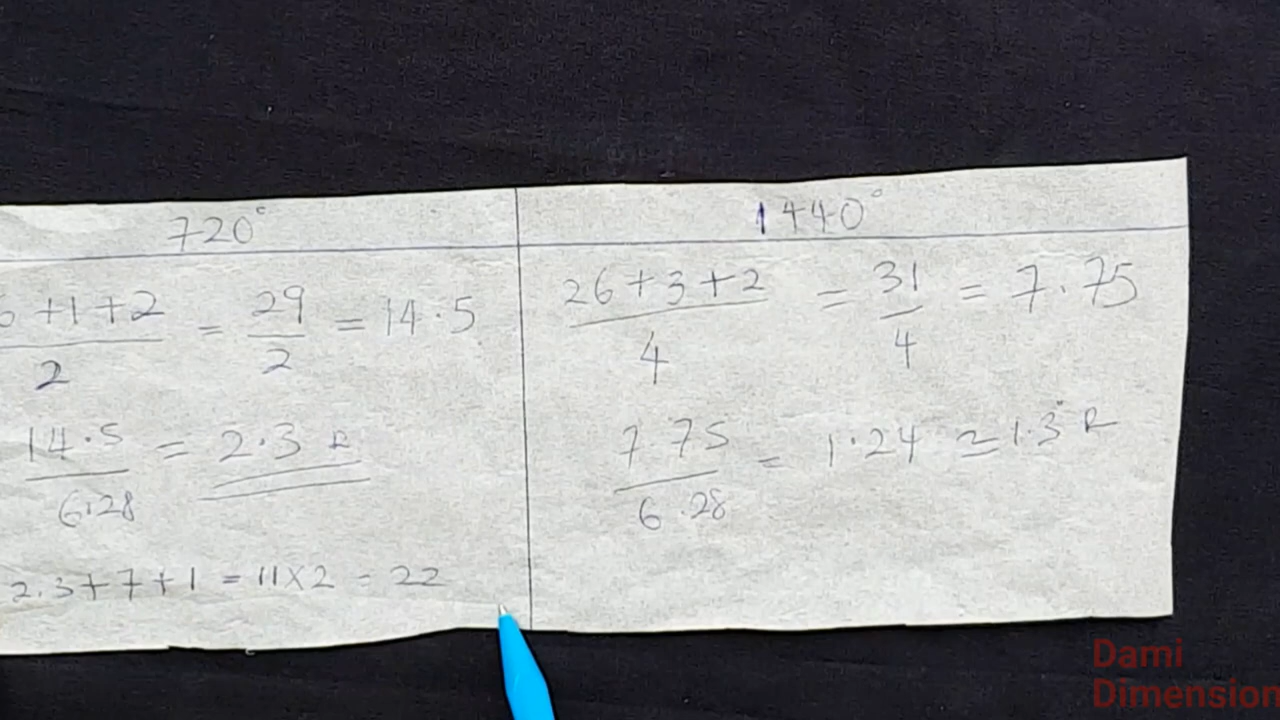 720°
6 +1+2 = 29 = 14.5
2 2
14.5 = 2.3 R
6.28
2.3+7+1 = 11×2 = 22
1440°
26+3+2 = 31 = 7.75
4 4
7.75 = 1.24 ≈ 1.3" R
6.28
Dami
Dimension